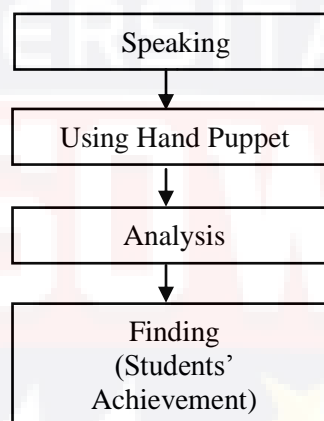 Speaking
Using Hand Puppet
Analysis
Finding
(Students’
Achievement)